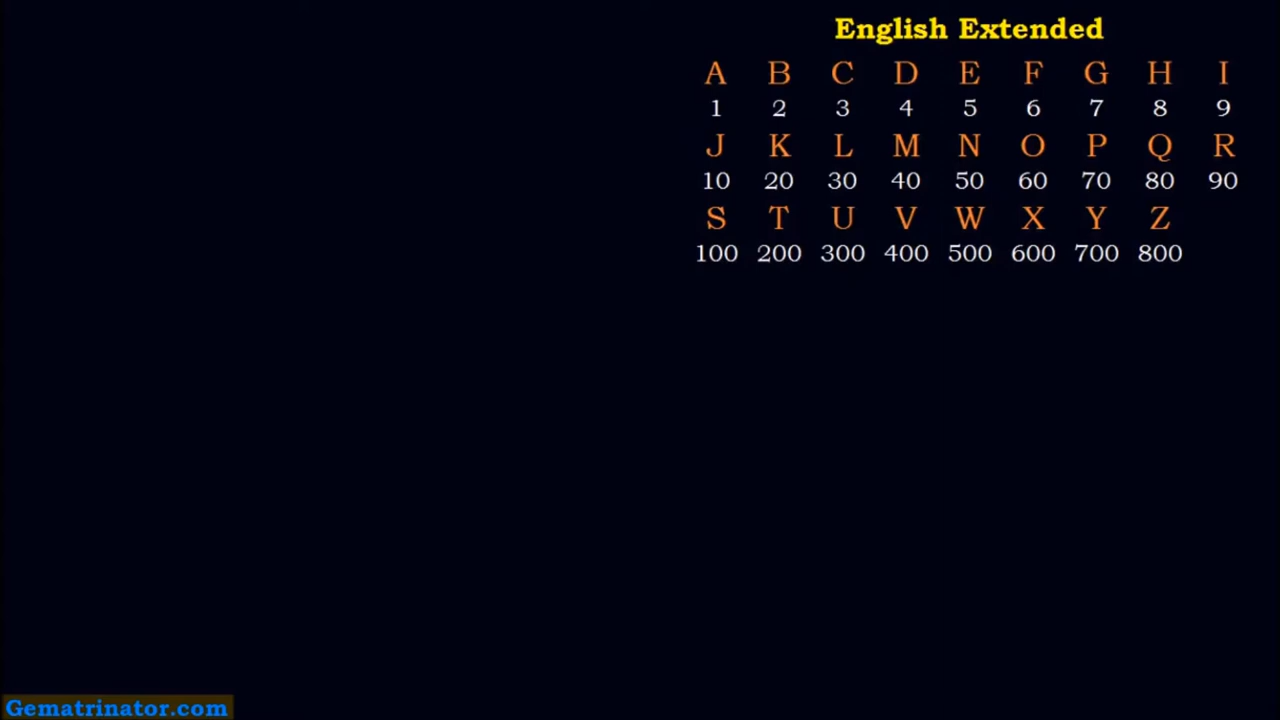 English Extended
A B C D E F G H I
1 2 3 4 5 6 7 8 9
J K L M N O P Q R
10 20 30 40 50 60 70 80 90
S T U V W X Y Z
100 200 300 400 500 600 700 800
Gematrinator.com